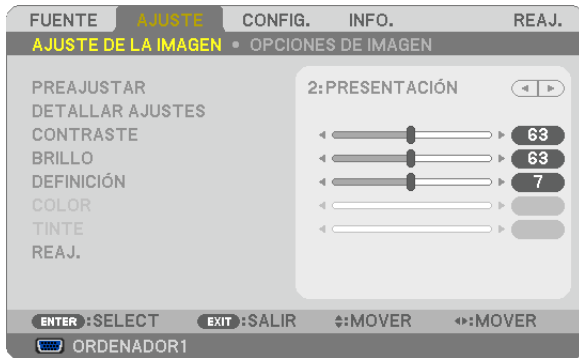 FUENTE AJUSTE CONFIG. INFO. REAJ.
AJUSTE DE LA IMAGEN • OPCIONES DE IMAGEN
PREAJUSTAR 2:PRESENTACIÓN
DETALLAR AJUSTES
CONTRASTE 63
BRILLO 63
DEFINICIÓN 7
COLOR
TINTE
REAJ.
ENTER :SELECT EXIT :SALIR :MOVER :MOVER
ORDENADOR1